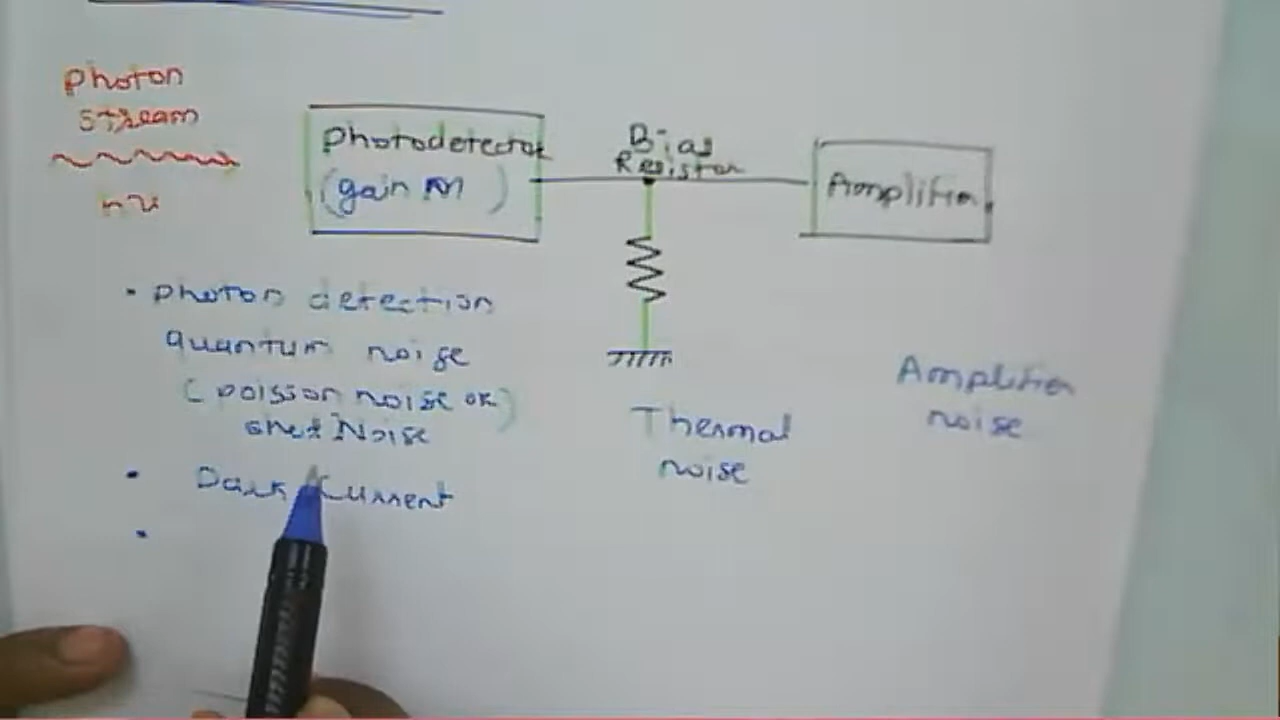 Photon
Stream
hν
Photodetector
(gain M)
Bias
Resistor
Amplifier
• Photon detection
quantum noise
(poisson noise or)
shot Noise
• Dark Current
•
Thermal
noise
Amplifier
noise